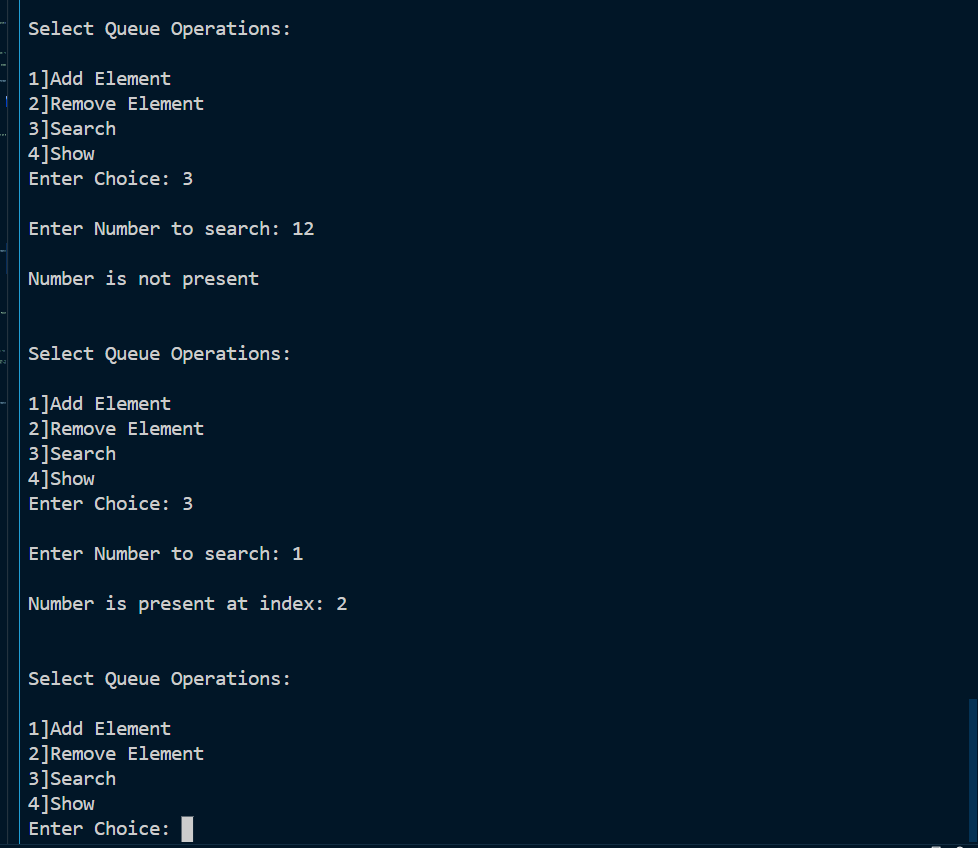 Select Queue Operations:
1]Add Element
2]Remove Element
3]Search
4]Show
Enter Choice: 3
Enter Number to search: 12
Number is not present
Select Queue Operations:
1]Add Element
2]Remove Element
3]Search
4]Show
Enter Choice: 3
Enter Number to search: 1
Number is present at index: 2
Select Queue Operations:
1]Add Element
2]Remove Element
3]Search
4]Show
Enter Choice: